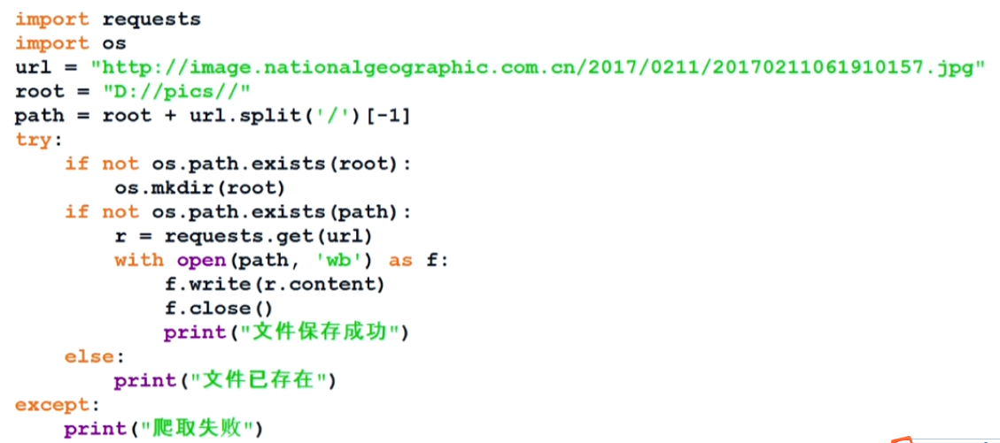 import requests
import os
url = "http://image.nationalgeographic.com.cn/2017/0211/20170211061910157.jpg"
root = "D://pics//"
path = root + url.split('/')[-1]
try:
    if not os.path.exists(root):
        os.mkdir(root)
    if not os.path.exists(path):
        r = requests.get(url)
        with open(path, 'wb') as f:
            f.write(r.content)
            f.close()
            print("文件保存成功")
    else:
        print("文件已存在")
except:
    print("爬取失败")